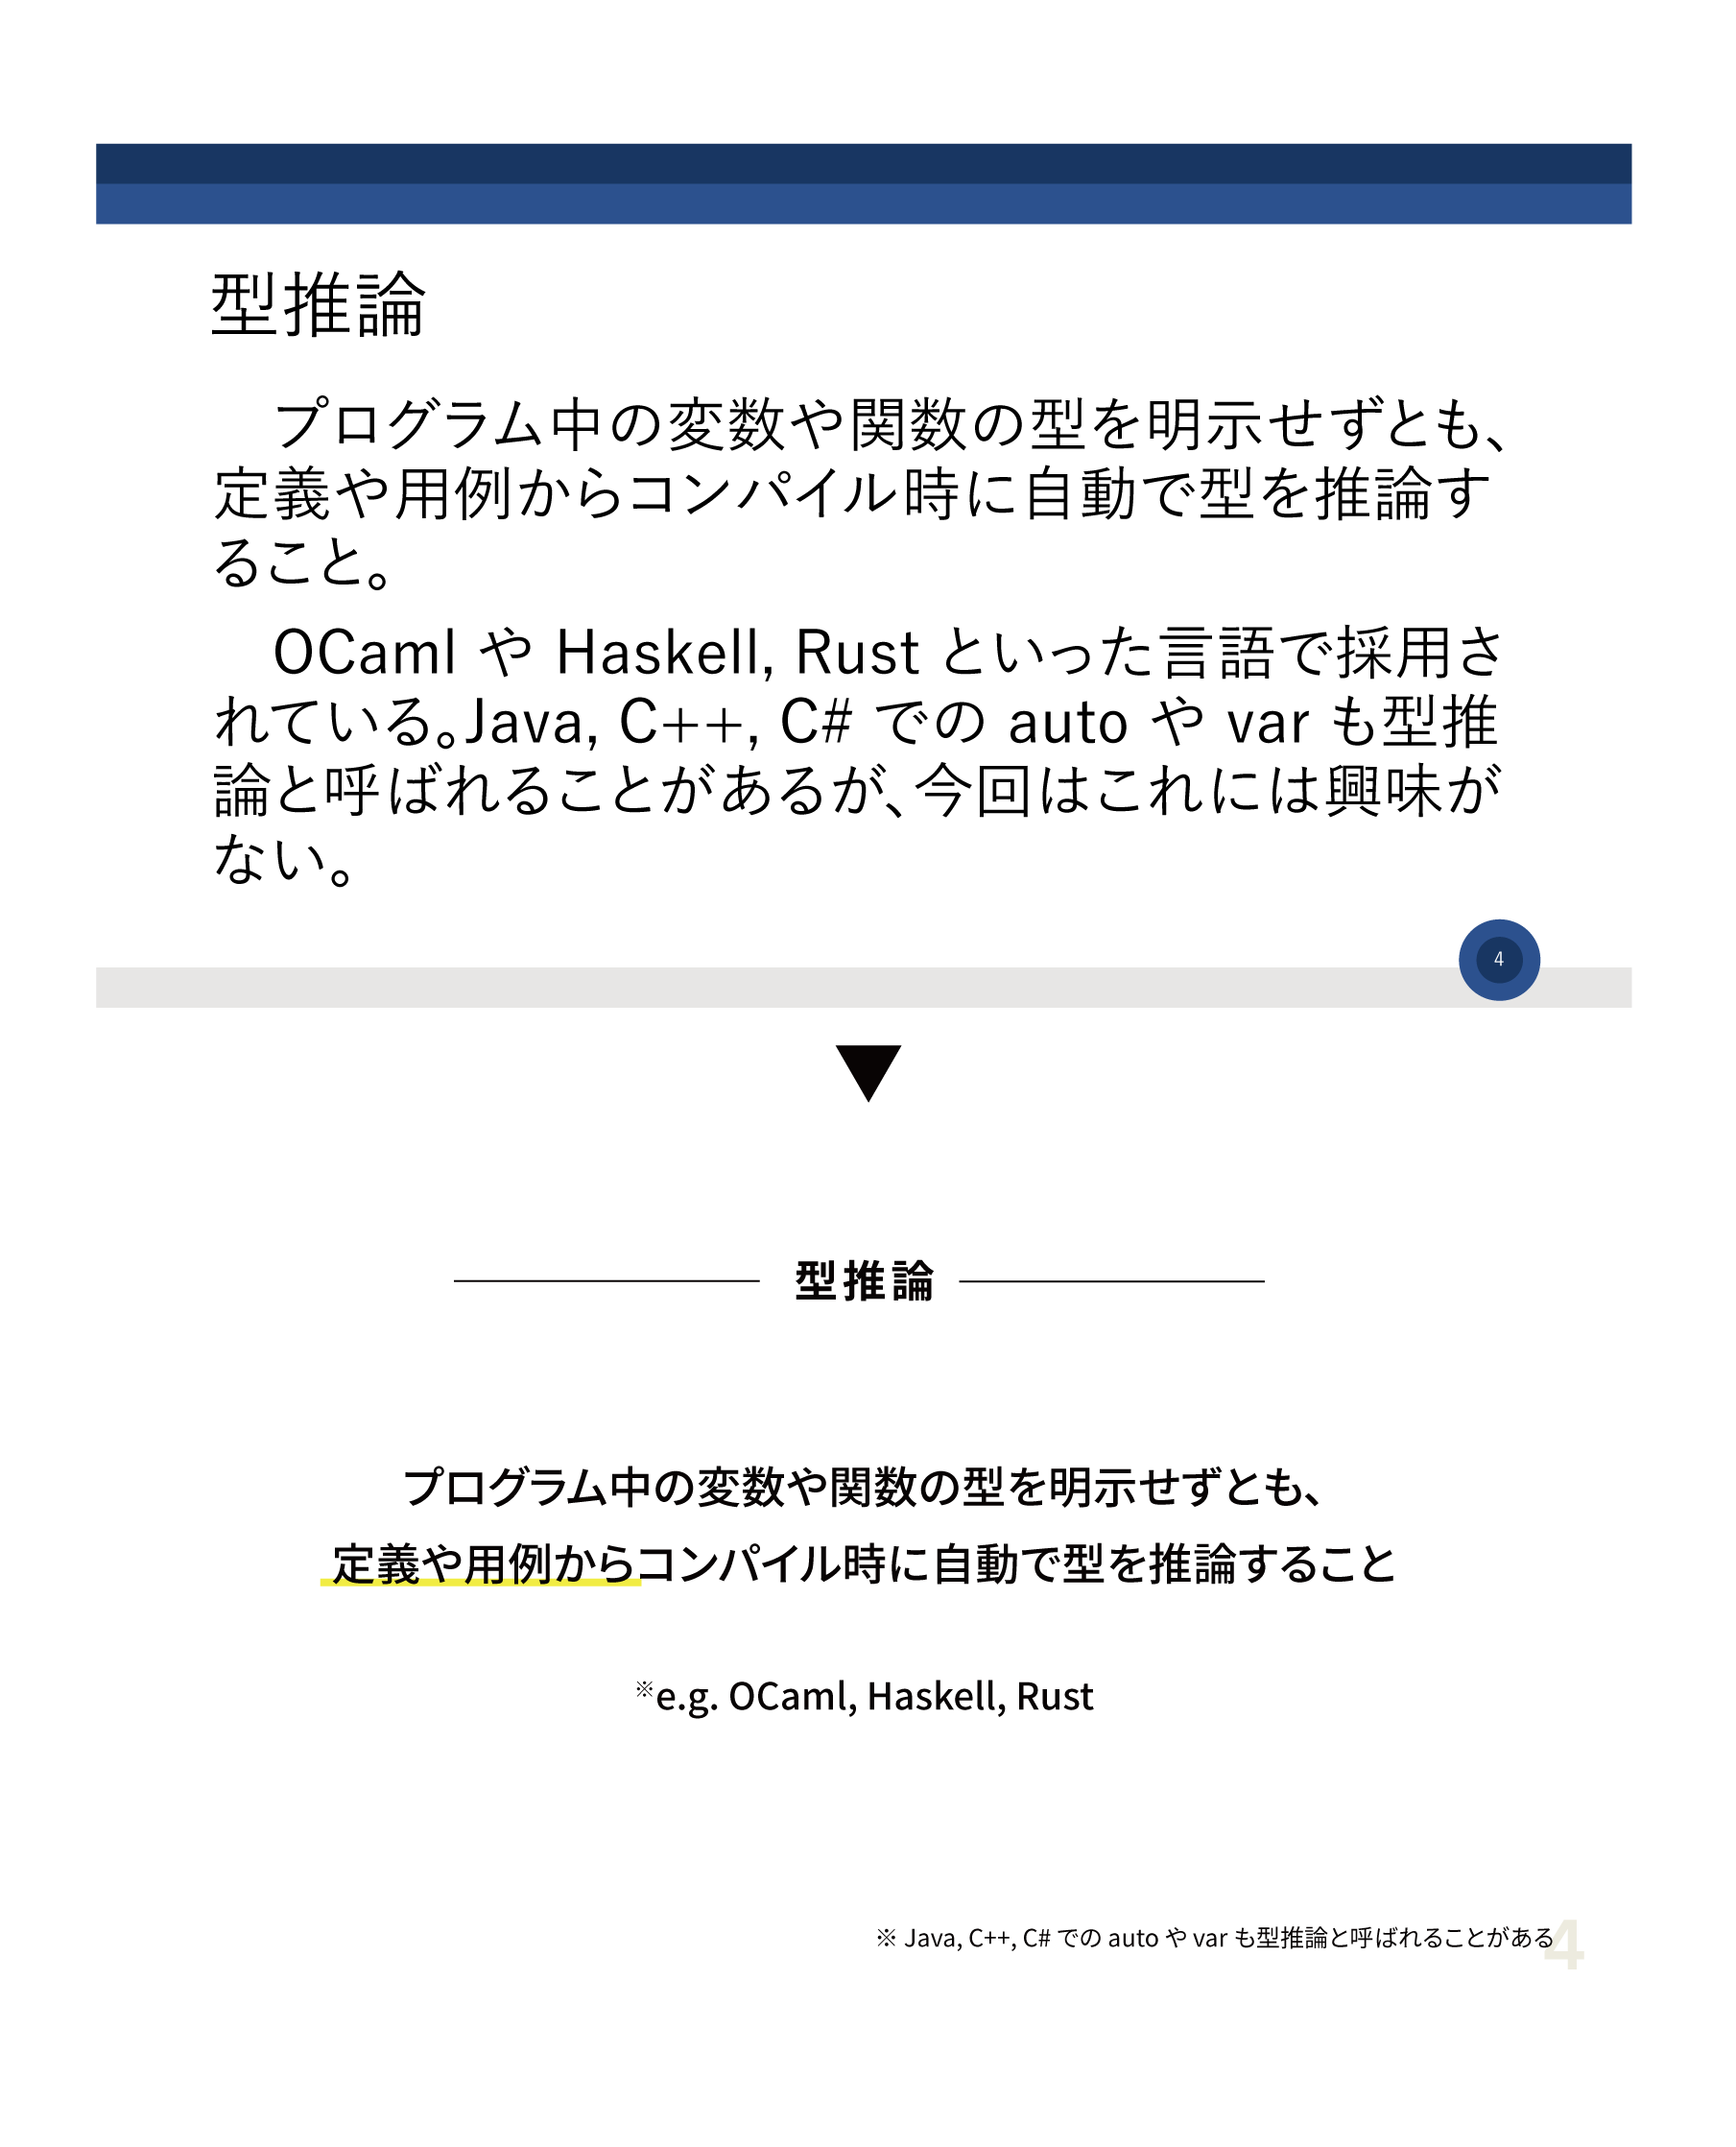 型推論
プログラム中の変数や関数の型を明示せずとも、
定義や用例からコンパイル時に自動で型を推論す
ること。
OCaml や Haskell, Rust といった言語で採用さ
れている。Java, C++, C# での auto や var も型推
論と呼ばれることがあるが、今回はこれには興味が
ない。
4
型推論
プログラム中の変数や関数の型を明示せずとも、
定義や用例からコンパイル時に自動で型を推論すること
※e.g. OCaml, Haskell, Rust
※ Java, C++, C# での auto や var も型推論と呼ばれることがある
4